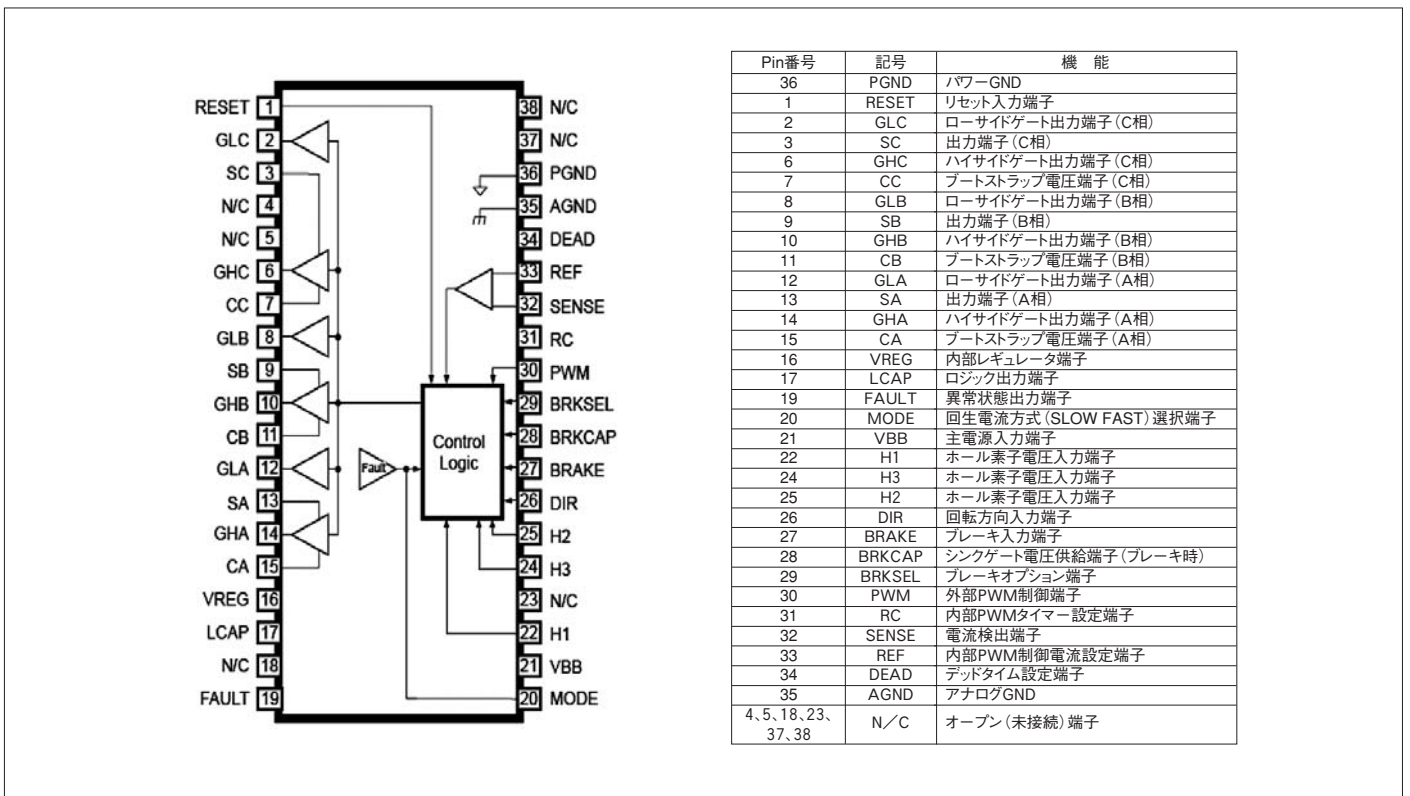 RESET 1
GLC 2
SC 3
N/C 4
N/C 5
GHC 6
CC 7
GLB 8
SB 9
GHB 10
CB 11
GLA 12
SA 13
GHA 14
CA 15
VREG 16
LCAP 17
N/C 18
FAULT 19
Fault
Control
Logic
38 N/C
37 N/C
36 PGND
35 AGND
34 DEAD
33 REF
32 SENSE
31 RC
30 PWM
29 BRKSEL
28 BRKCAP
27 BRAKE
26 DIR
25 H2
24 H3
23 N/C
22 H1
21 VBB
20 MODE
Pin番号 記号 機 能
36 PGND パワーGND
1 RESET リセット入力端子
2 GLC ローサイドゲート出力端子(C相)
3 SC 出力端子(C相)
6 GHC ハイサイドゲート出力端子(C相)
7 CC ブートストラップ電圧端子(C相)
8 GLB ローサイドゲート出力端子(B相)
9 SB 出力端子(B相)
10 GHB ハイサイドゲート出力端子(B相)
11 CB ブートストラップ電圧端子(B相)
12 GLA ローサイドゲート出力端子(A相)
13 SA 出力端子(A相)
14 GHA ハイサイドゲート出力端子(A相)
15 CA ブートストラップ電圧端子(A相)
16 VREG 内部レギュレータ端子
17 LCAP ロジック出力端子
19 FAULT 異常状態出力端子
20 MODE 回生電流方式(SLOW FAST)選択端子
21 VBB 主電源入力端子
22 H1 ホール素子電圧入力端子
24 H3 ホール素子電圧入力端子
25 H2 ホール素子電圧入力端子
26 DIR 回転方向入力端子
27 BRAKE ブレーキ入力端子
28 BRKCAP シンクゲート電圧供給端子(ブレーキ時)
29 BRKSEL ブレーキオプション端子
30 PWM 外部PWM制御端子
31 RC 内部PWMタイマー設定端子
32 SENSE 電流検出端子
33 REF 内部PWM制御電流設定端子
34 DEAD デッドタイム設定端子
35 AGND アナログGND
4、5、18、23、
37、38 N/C オープン(未接続)端子